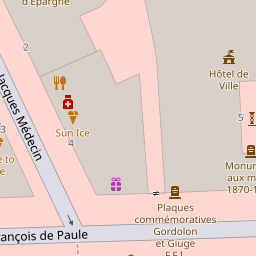 d'Épargne
2
Hôtel de
Ville
Jacques Médecin
5
3
Sun Ice
4
e to
e
Monum
aux m
1870-1
Plaques
commémoratives
Gordolon
et Giuge
ançois de Paule